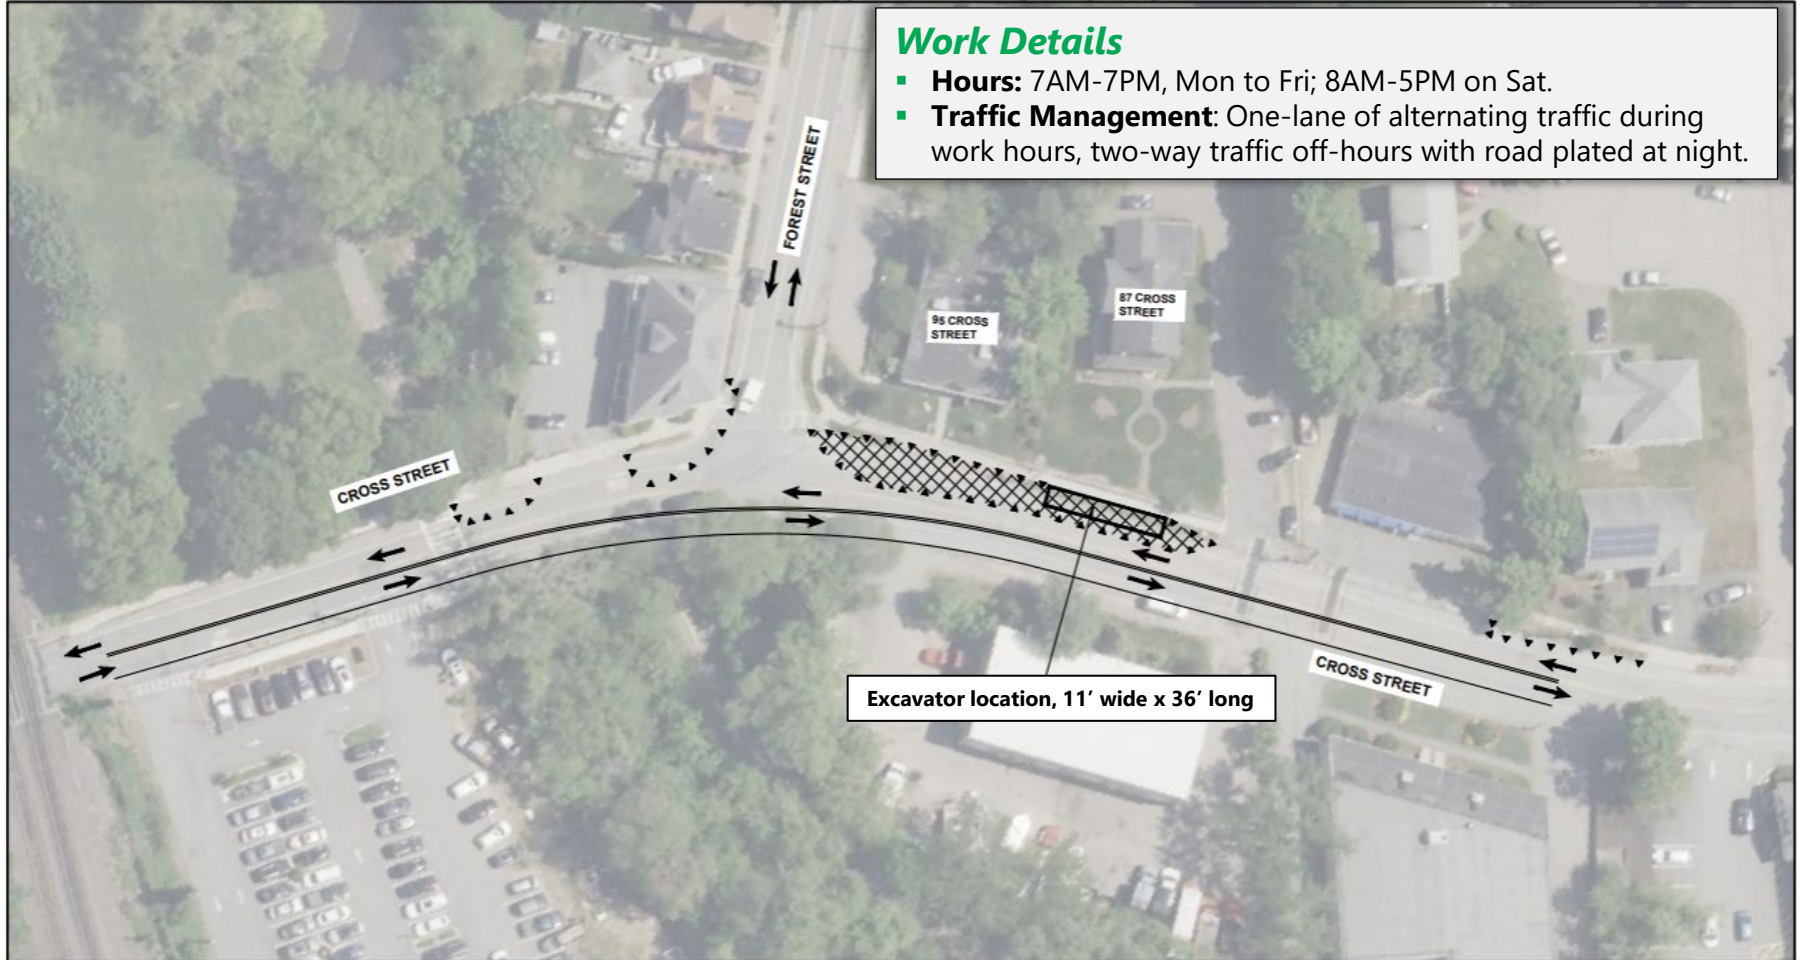 Work Details
▪ Hours: 7AM-7PM, Mon to Fri; 8AM-5PM on Sat.
▪ Traffic Management: One-lane of alternating traffic during
work hours, two-way traffic off-hours with road plated at night.
FOREST STREET
87 CROSS
STREET
95 CROSS
STREET
CROSS STREET
CROSS STREET
Excavator location, 11’ wide x 36’ long